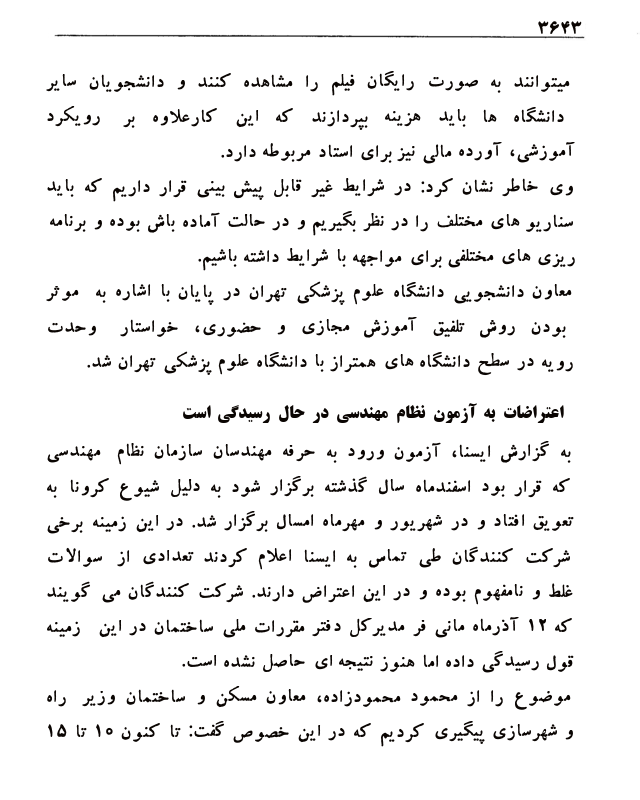 ۳۶۴۳
میتوانند به صورت رایگان فیلم را مشاهده کنند و دانشجویان سایر
دانشگاه ها باید هزینه بپردازند که این کارعلاوه بر رویکرد
آموزشی، آورده مالی نیز برای استاد مربوطه دارد.
وی خاطر نشان کرد: در شرایط غیر قابل پیش بینی قرار داریم که باید
سناریو های مختلف را در نظر بگیریم و در حالت آماده باش بوده و برنامه
ریزی های مختلفی برای مواجهه با شرایط داشته باشیم.
معاون دانشجویی دانشگاه علوم پزشکی تهران در پایان با اشاره به موثر
بودن روش تلفیق آموزش مجازی و حضوری، خواستار وحدت
رویه در سطح دانشگاه های همتراز با دانشگاه علوم پزشکی تهران شد.
اعتراضات به آزمون نظام مهندسی در حال رسیدگی است
به گزارش ایسنا، آزمون ورود به حرفه مهندسان سازمان نظام مهندسی
که قرار بود اسفندماه سال گذشته برگزار شود به دلیل شیوع کرونا به
تعویق افتاد و در شهریور و مهرماه امسال برگزار شد. در این زمینه برخی
شرکت کنندگان طی تماس به ایسنا اعلام کردند تعدادی از سوالات
غلط و نامفهوم بوده و در این اعتراض دارند. شرکت کنندگان می گویند
که ۱۲ آذرماه مانی فر مدیرکل دفتر مقررات ملی ساختمان در این زمینه
قول رسیدگی داده اما هنوز نتیجه ای حاصل نشده است.
موضوع را از محمود محمودزاده، معاون مسکن و ساختمان وزیر راه
و شهرسازی پیگیری کردیم که در این خصوص گفت: تا کنون ۱۰ تا ۱۵